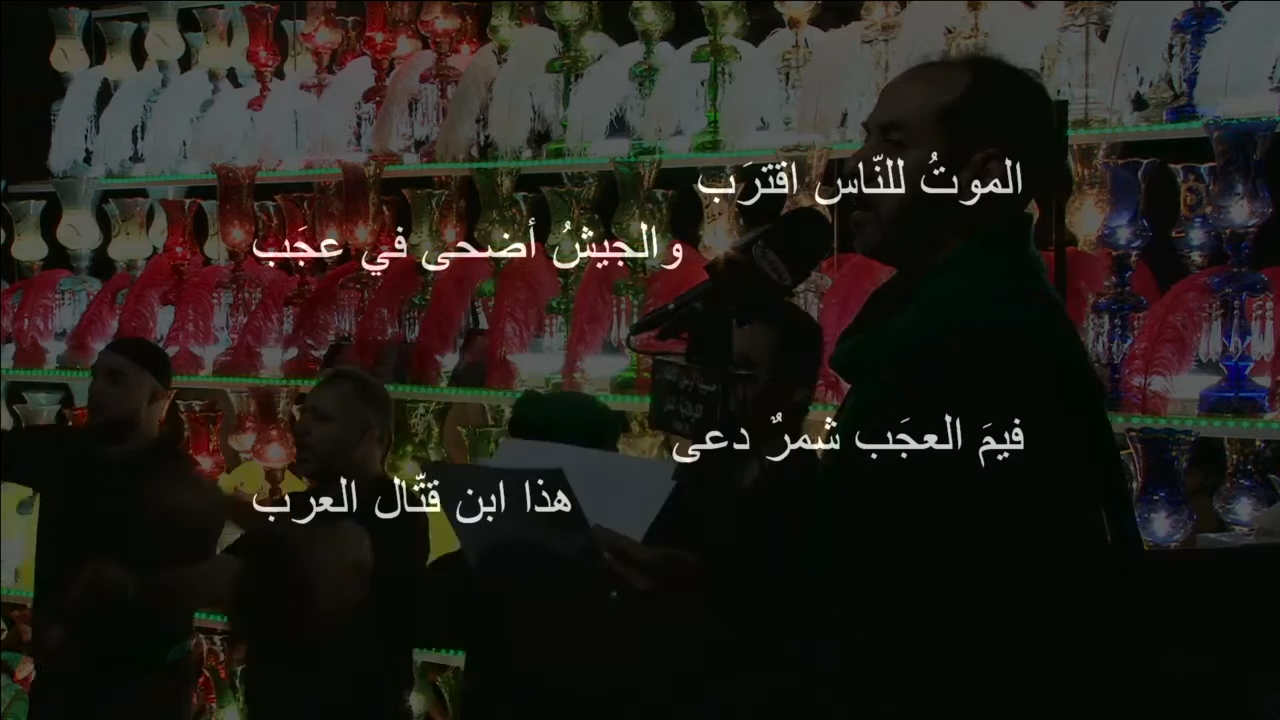 الموتُ للنّاس اقترَب
والجيشُ أضحى في عجَب
فيمَ العجَب شمرٌ دعى
هذا ابن قتّال العرب